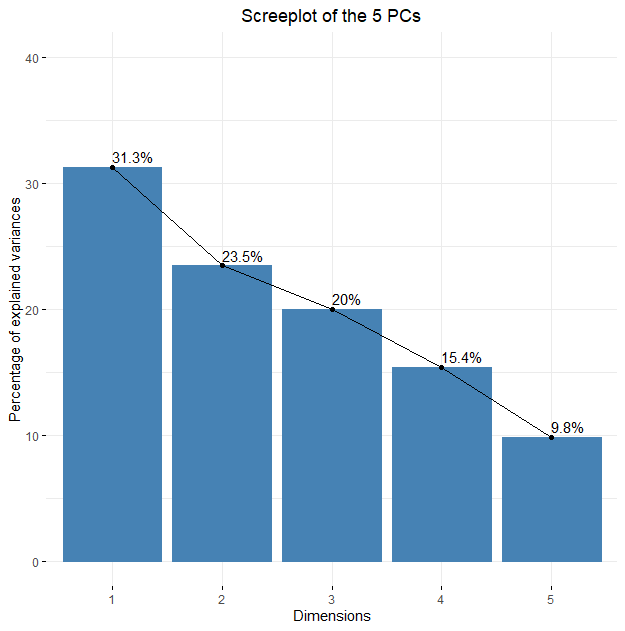 Screeplot of the 5 PCs
Percentage of explained variances
40
30
20
10
0
31.3%
23.5%
20%
15.4%
9.8%
1 2 3 4 5
Dimensions